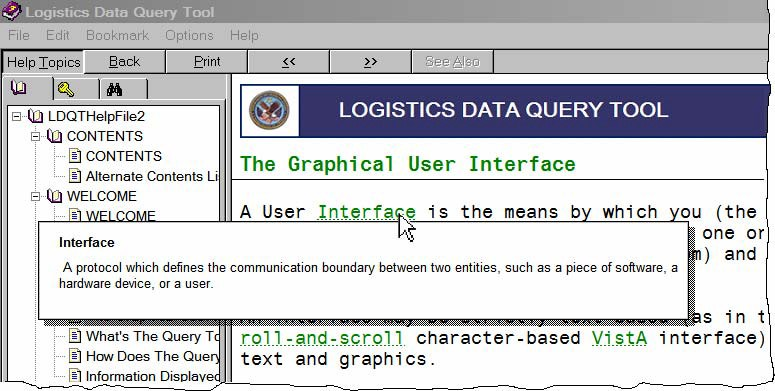 Logistics Data Query Tool
File Edit Bookmark Options Help
Help Topics Back Print << >> See Also
LDQTHelpFile2
CONTENTS
CONTENTS
Alternate Contents Li
WELCOME
WELCOME
What's The Query To
How Does The Query
Information Displayed
LOGISTICS DATA QUERY TOOL
The Graphical User Interface
A User Interface is the means by which you (the
one or
m) and
Interface
A protocol which defines the communication boundary between two entities, such as a piece of software, a
hardware device, or a user.
as in t
roll-and-scroll character-based VistA interface)
text and graphics.